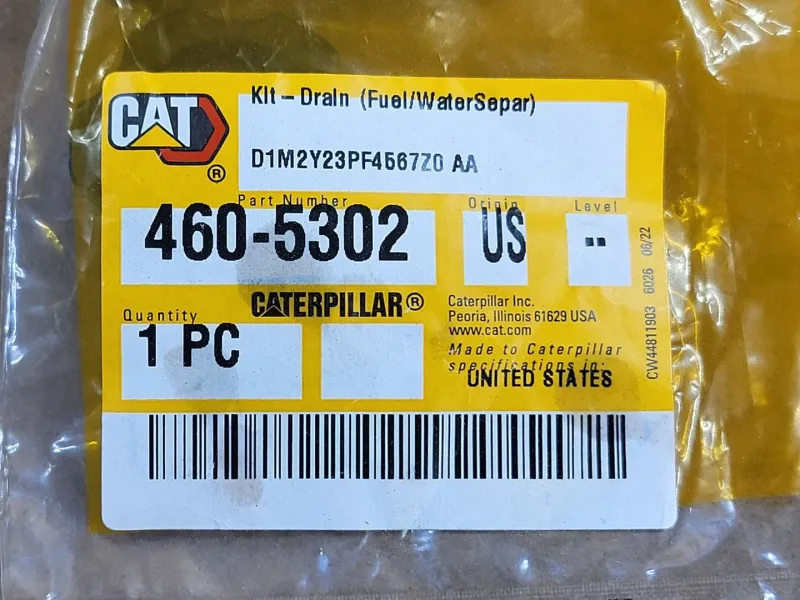 CAT®
KIt – DraIn (Fuel/WaterSepar)
D1M2Y23PF4567Z0 AA
Part Number
Origin
Level
460-5302
US
--
CATERPILLAR®
Quantity
1 PC
Caterpillar Inc.
Peoria, Illinois 61629 USA
www.cat.com
Made to Caterpillar
specifications in:
UNITED STATES
CW44811903 6026 06/22